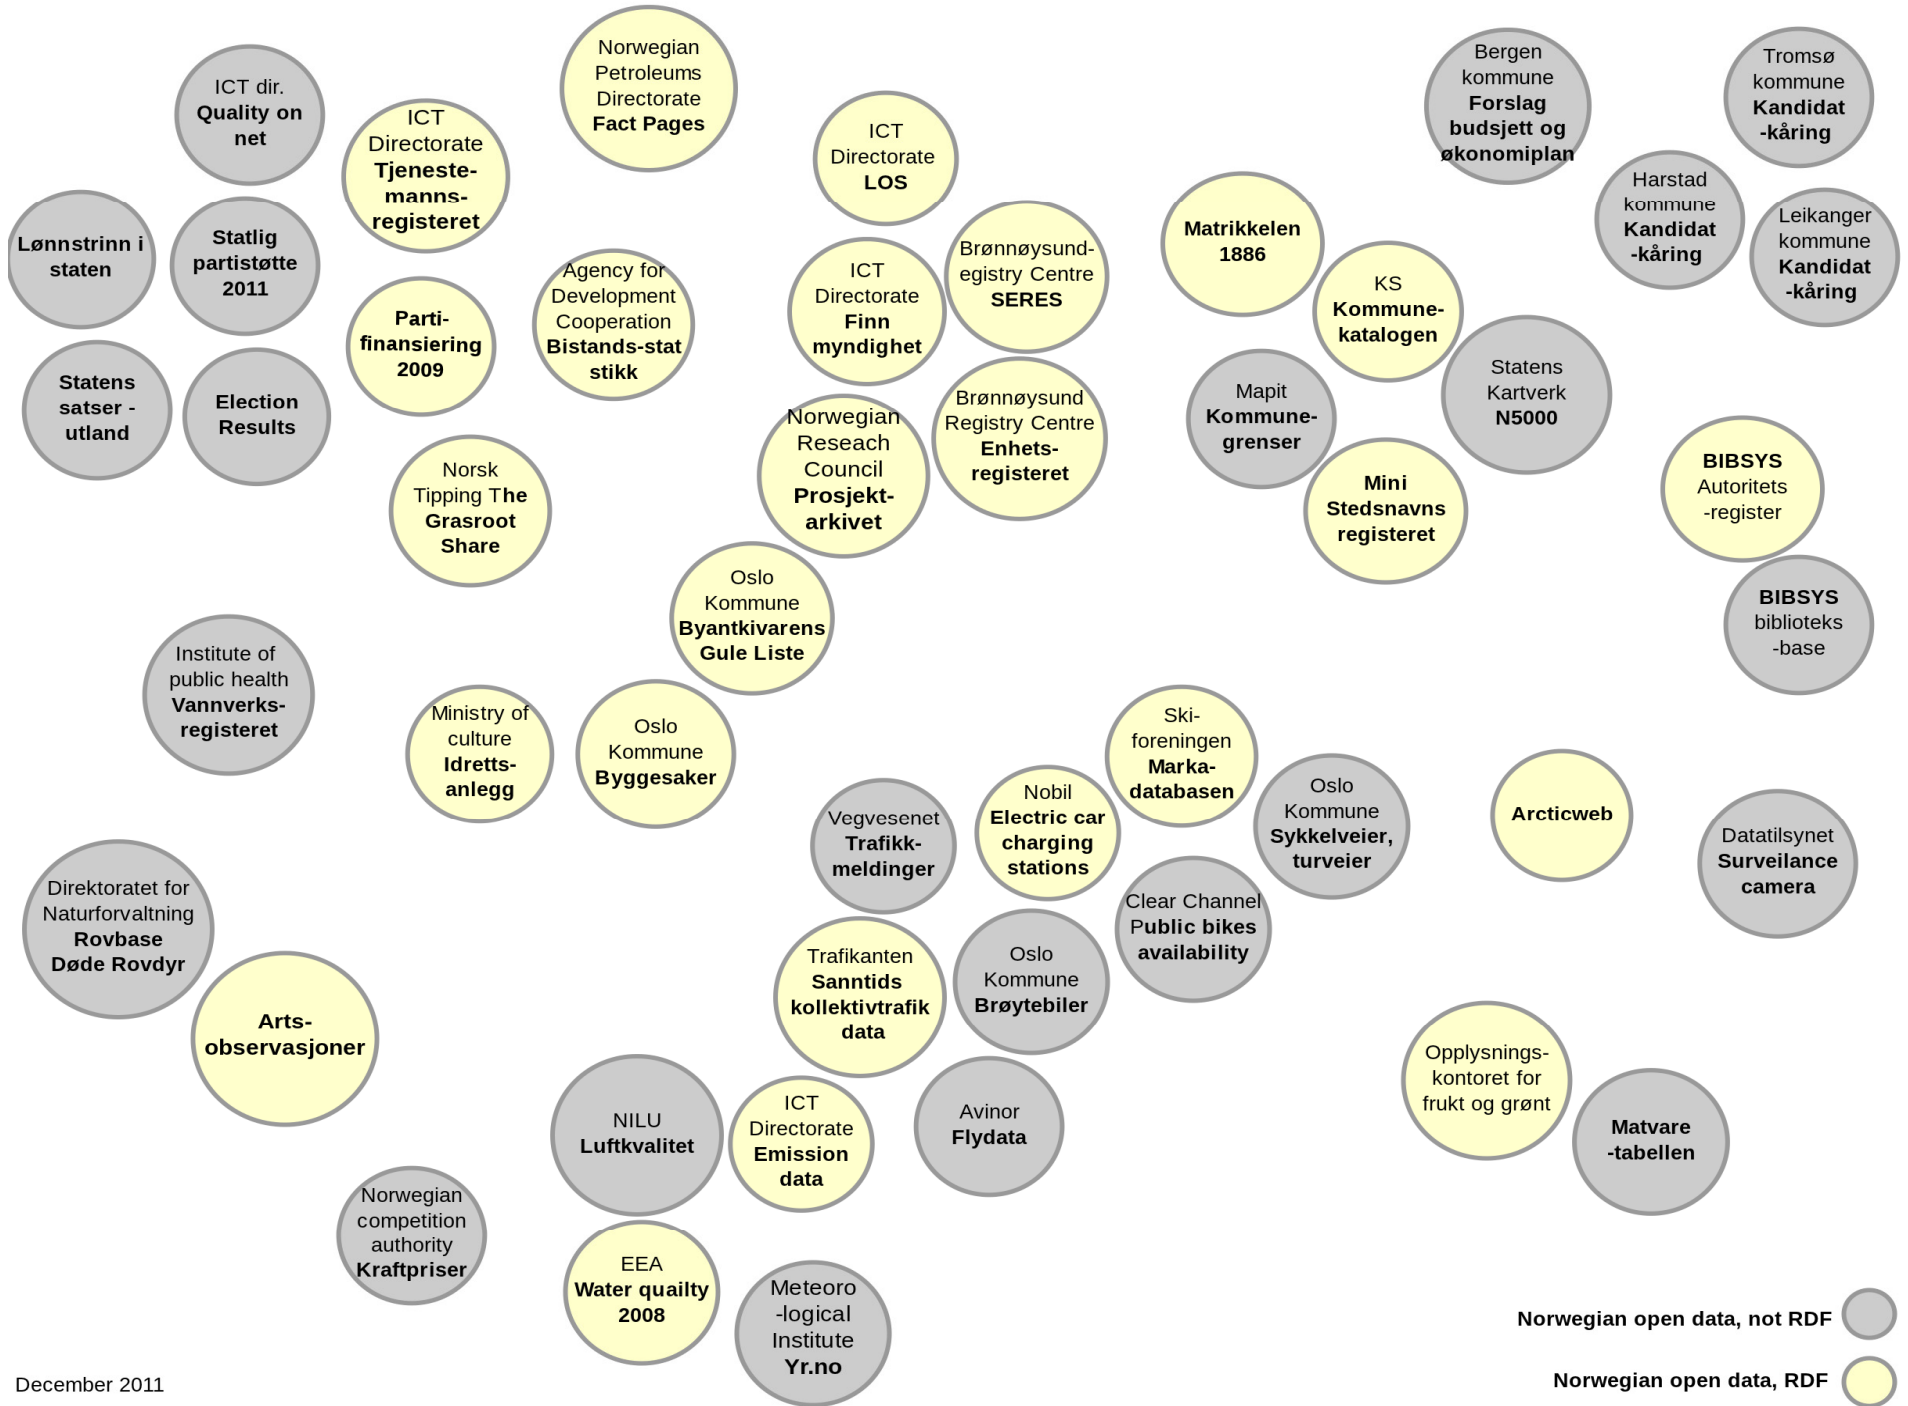 ICT dir.
Quality on
net
ICT
Directorate
Tjeneste-
manns-
registeret
Norwegian
Petroleums
Directorate
Fact Pages
ICT
Directorate
LOS
Bergen
kommune
Forslag
budsjett og
økonomiplan
Tromsø
kommune
Kandidat
-kåring
Harstad
kommune
Kandidat
-kåring
Leikanger
kommune
Kandidat
-kåring
Lønnstrinn i
staten
Statlig
partistøtte
2011
Parti-
finansiering
2009
Agency for
Development
Cooperation
Bistands-stat
stikk
ICT
Directorate
Finn
myndighet
Brønnøysund-
egistry Centre
SERES
Matrikkelen
1886
KS
Kommune-
katalogen
Statens
satser -
utland
Election
Results
Norsk
Tipping The
Grasroot
Share
Norwegian
Reseach
Council
Prosjekt-
arkivet
Brønnøysund
Registry Centre
Enhets-
registeret
Mapit
Kommune-
grenser
Statens
Kartverk
N5000
Mini
Stedsnavns
registeret
BIBSYS
Autoritets
-register
BIBSYS
biblioteks
-base
Oslo
Kommune
Byantkivarens
Gule Liste
Institute of
public health
Vannverks-
registeret
Ministry of
culture
Idretts-
anlegg
Oslo
Kommune
Byggesaker
Vegvesenet
Trafikk-
meldinger
Nobil
Electric car
charging
stations
Ski-
foreningen
Marka-
databasen
Oslo
Kommune
Sykkelveier,
turveier
Arcticweb
Datatilsynet
Surveilance
camera
Direktoratet for
Naturforvaltning
Rovbase
Døde Rovdyr
Arts-
observasjoner
Trafikanten
Sanntids
kollektivtrafik
data
Oslo
Kommune
Brøytebiler
Clear Channel
Public bikes
availability
NILU
Luftkvalitet
ICT
Directorate
Emission
data
Avinor
Flydata
Opplysnings-
kontoret for
frukt og grønt
Matvare
-tabellen
Norwegian
competition
authority
Kraftpriser
EEA
Water quailty
2008
Meteoro
-logical
Institute
Yr.no
Norwegian open data, not RDF
Norwegian open data, RDF
December 2011